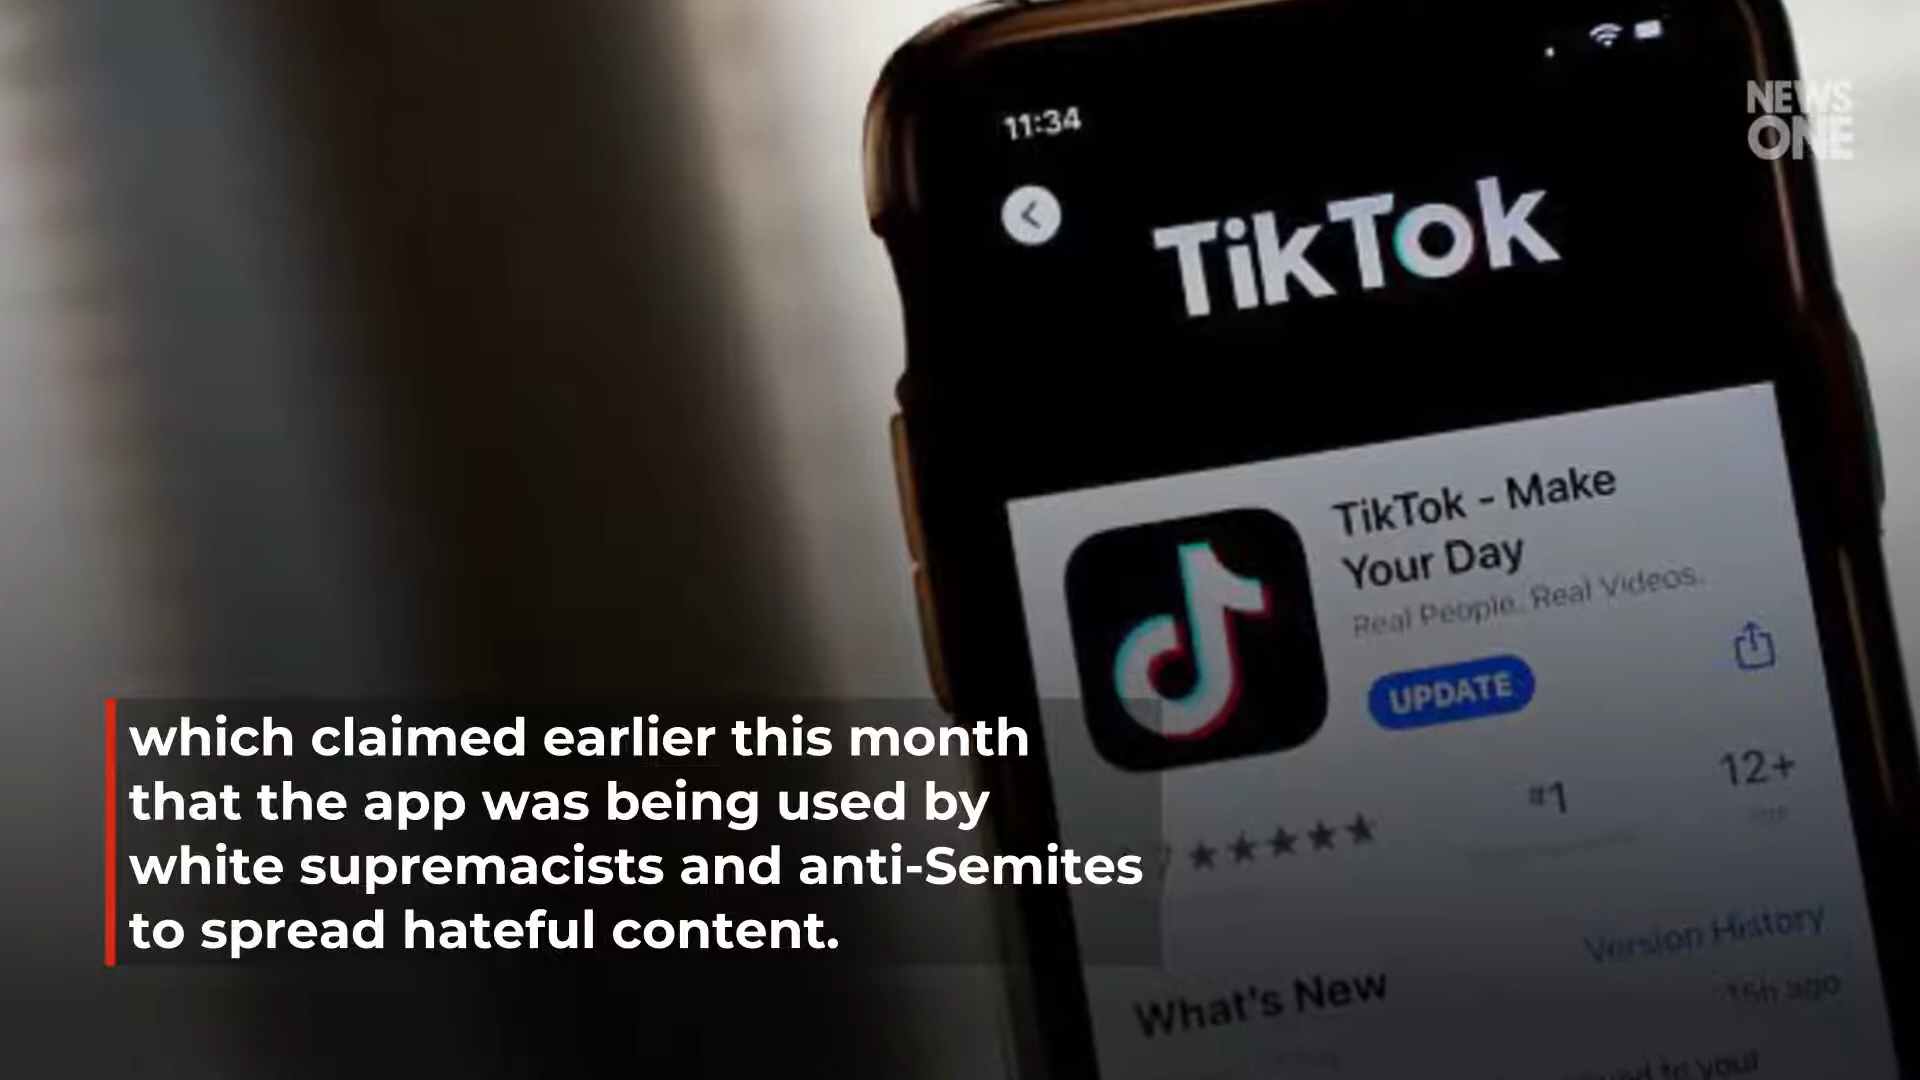 NEWS
ONE
11:34
TikTok
TikTok - Make
Your Day
Real People. Real Videos.
UPDATE
#1
12+
Version History
What's New
15h ago
which claimed earlier this month
that the app was being used by
white supremacists and anti-Semites
to spread hateful content.